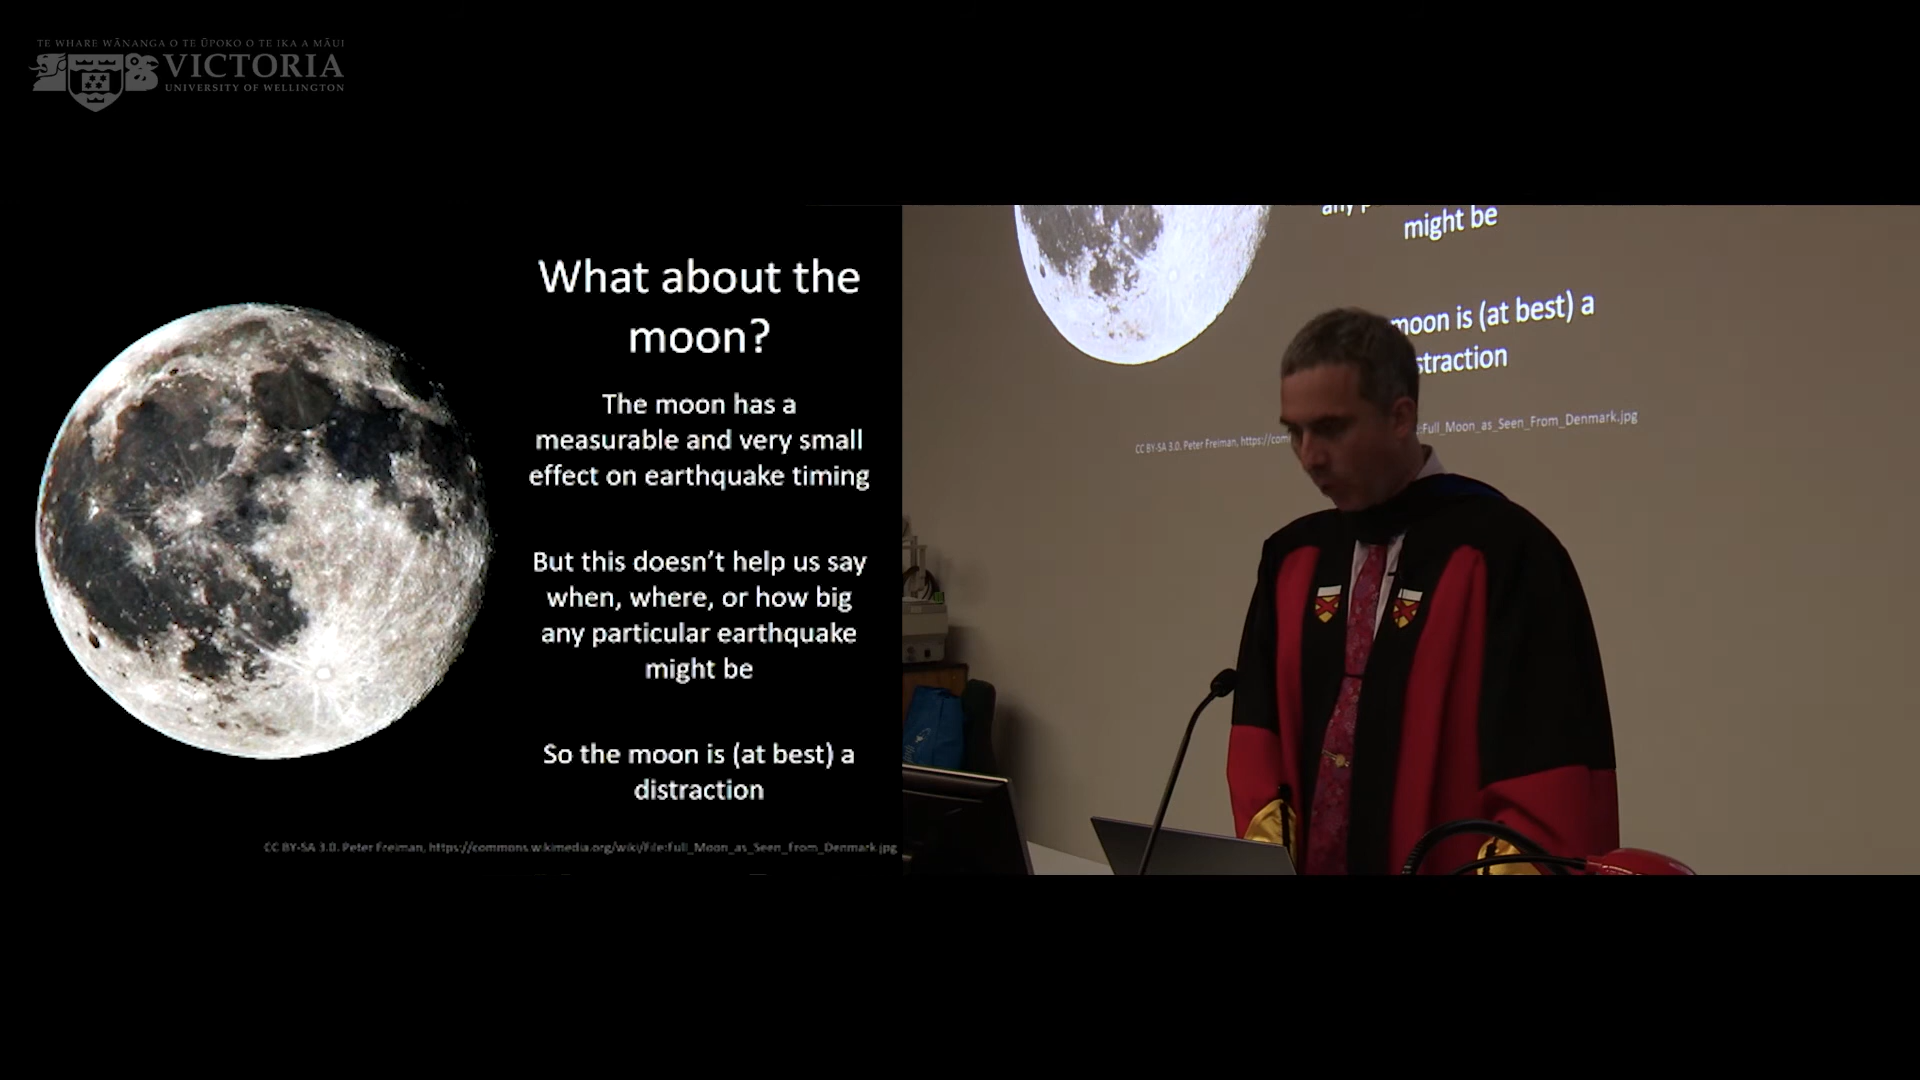 TE WHARE WĀNANGA O TE ŪPOKO O TE IKA A MĀUI
VICTORIA
UNIVERSITY OF WELLINGTON
What about the
moon?
The moon has a
measurable and very small
effect on earthquake timing
But this doesn't help us say
when, where, or how big
any particular earthquake
might be
So the moon is (at best) a
distraction
CC BY-SA 3.0. Peter Freiman, https://commons.wikimedia.org/wiki/File:Full_Moon_as_Seen_From_Denmark.jpg
any p
might be
moon is (at best) a
straction
CC BY-SA 3.0. Peter Freiman, https://com
:Full_Moon_as_Seen_From_Denmark.jpg